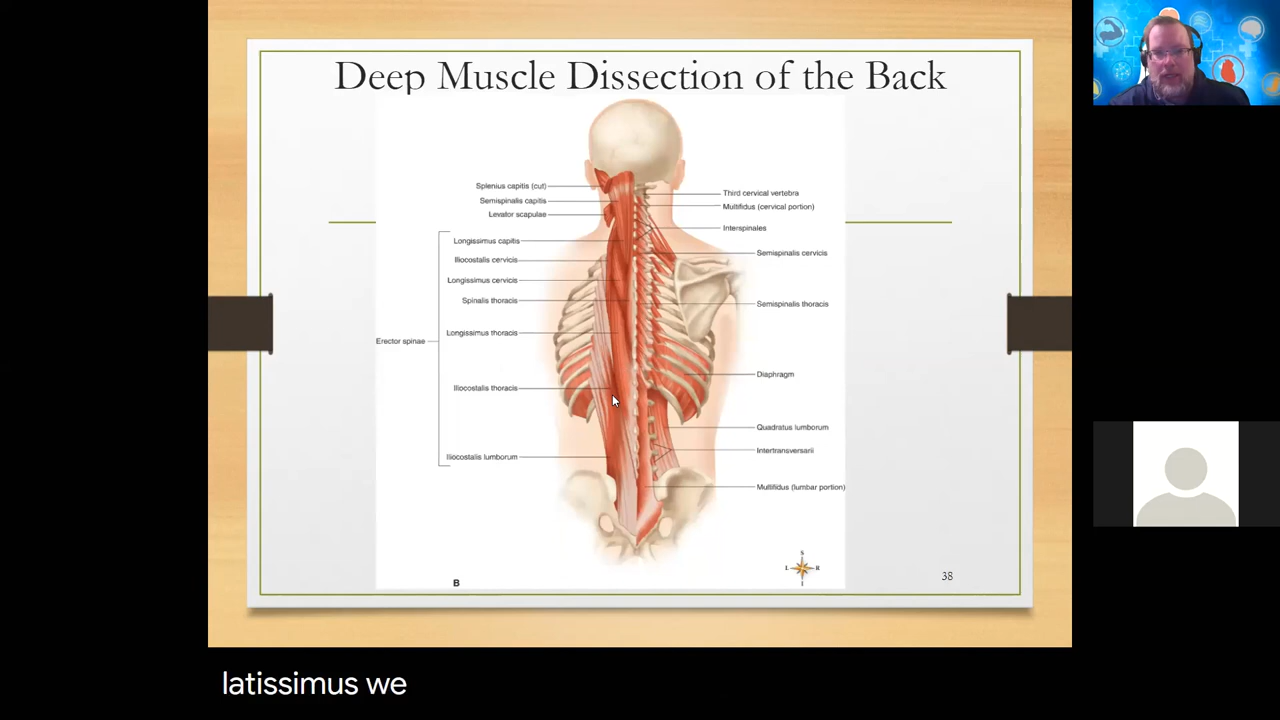 Deep Muscle Dissection of the Back
Splenius capitis (cut)
Semispinalis capitis
Levator scapulae
Longissimus capitis
Iliocostalis cervicis
Longissimus cervicis
Spinalis thoracis
Longissimus thoracis
Erector spinae
Iliocostalis thoracis
Iliocostalis lumborum
Third cervical vertebra
Multifidus (cervical portion)
Interspinales
Semispinalis cervicis
Semispinalis thoracis
Diaphragm
Quadratus lumborum
Intertransversarii
Multifidus (lumbar portion)
S
L R
I
B
38
latissimus we